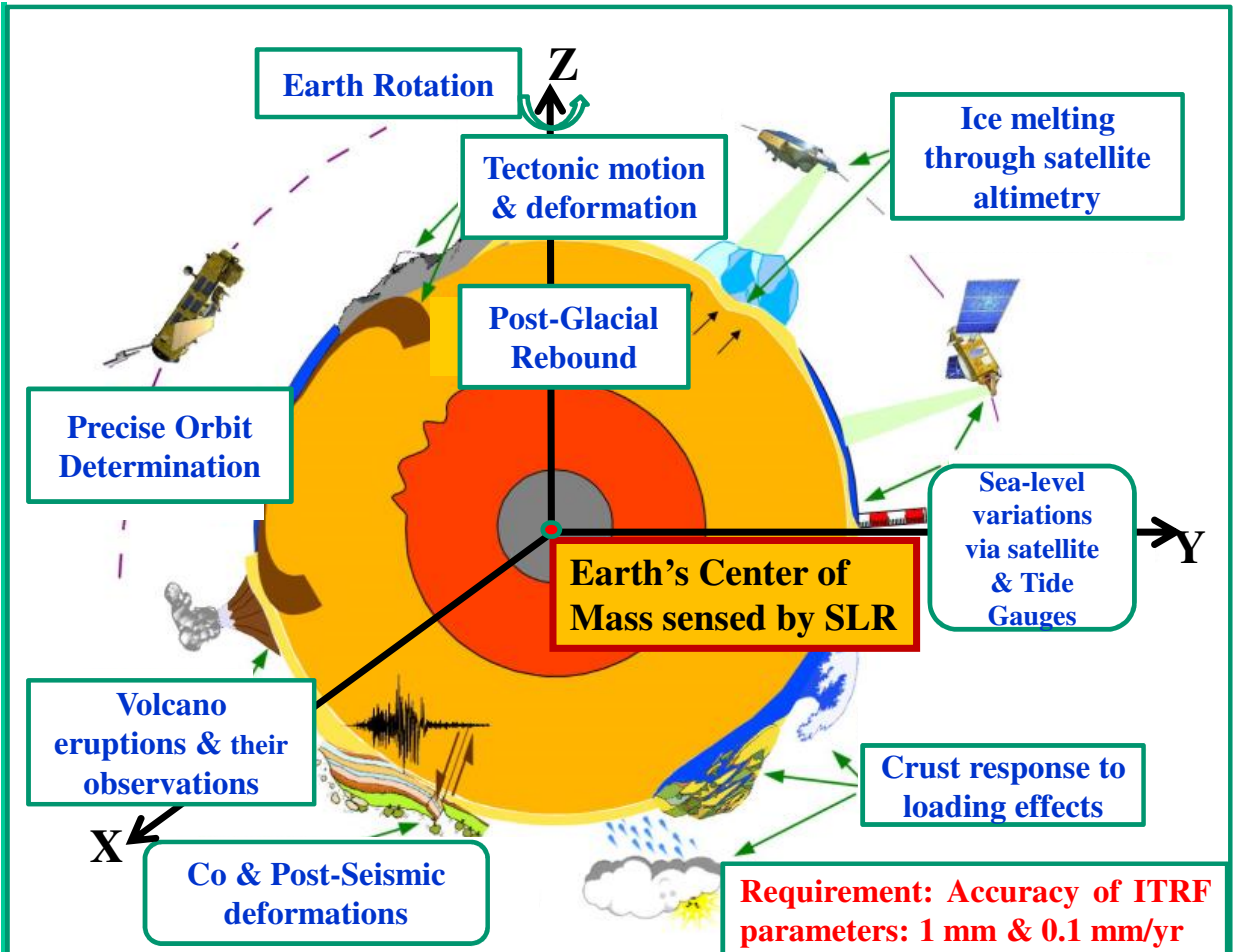 Earth Rotation
Z
Ice melting
through satellite
altimetry
Tectonic motion
& deformation
Post-Glacial
Rebound
Precise Orbit
Determination
Sea-level
variations
via satellite
& Tide
Gauges
Y
Earth's Center of
Mass sensed by SLR
Volcano
eruptions & their
observations
Crust response to
loading effects
X
Co & Post-Seismic
deformations
Requirement: Accuracy of ITRF
parameters: 1 mm & 0.1 mm/yr